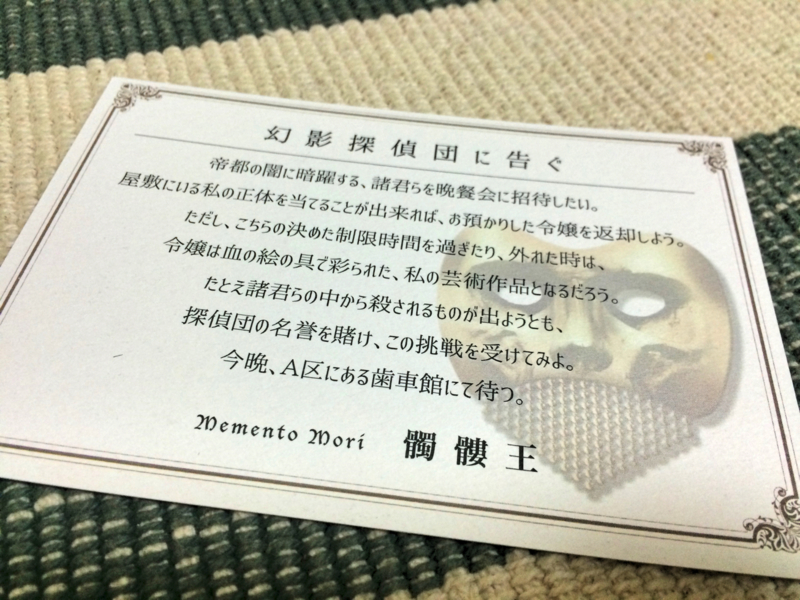 幻影探偵団に告ぐ
帝都の闇に暗躍する、諸君らを晩餐会に招待したい。
屋敷にいる私の正体を当てることが出来れば、お預かりした令嬢を返却しよう。
ただし、こちらの決めた制限時間を過ぎたり、外れた時は、
令嬢は血の絵の具で彩られた、私の芸術作品となるだろう。
たとえ諸君らの中から殺されるものが出ようとも、
探偵団の名誉を賭け、この挑戦を受けてみよ。
今晩、A区にある歯車館にて待つ。
Memento Mori 髑髏王